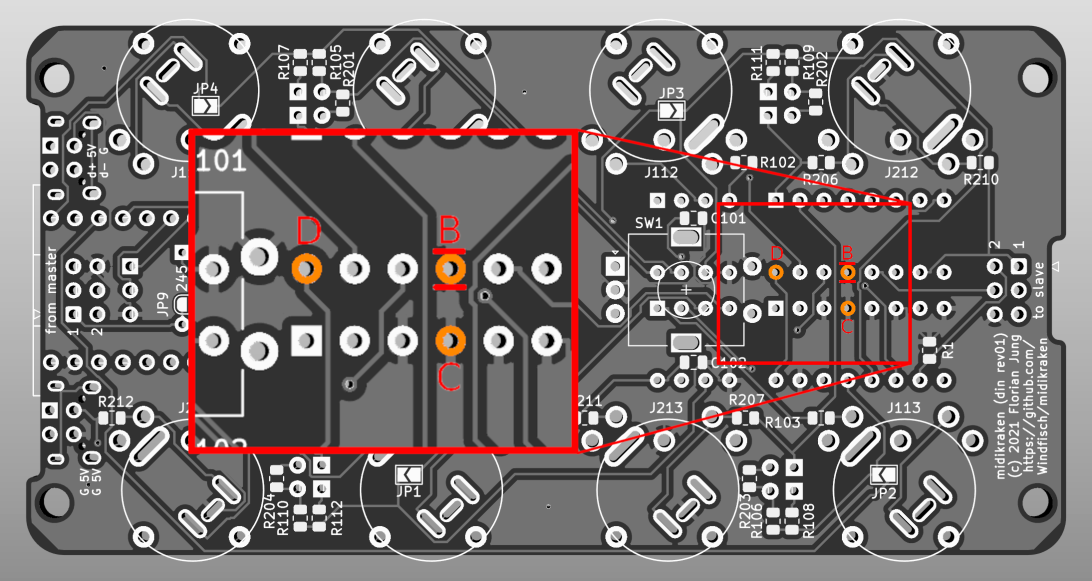 R107
R105
R201
JP4
R111
R109
R202
JP3
d+ 5V
d- G
J1
101
R102
R206
J112
J212
R210
C101
SW1
D
B
D
B
from master
245
JP9
1
2
2
1
to slave
C
C
R1
C102
102
R212
J2
211
J213
R207
R103
J113
G 5V
G 5V
R204
R110
R112
JP1
R203
R106
R108
JP2
midikraken (din rev01)
(c) 2021 Florian Jung
https://github.com/
Windfisch/midikraken